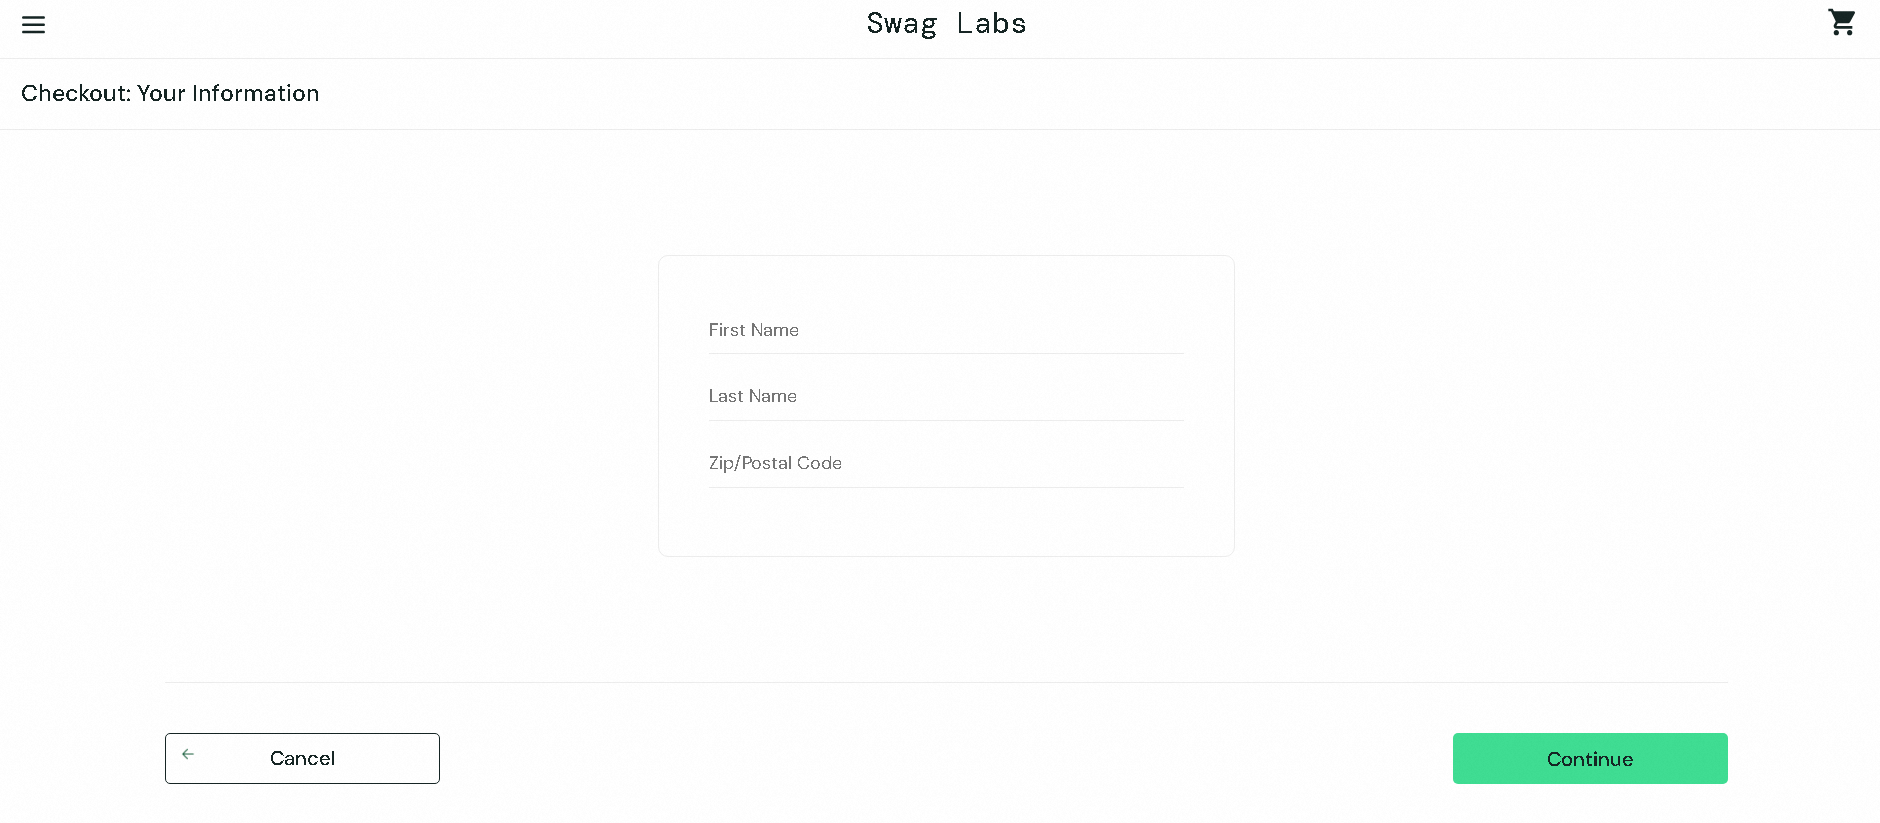 Swag Labs
Checkout: Your Information
First Name
Last Name
Zip/Postal Code
Cancel
Continue